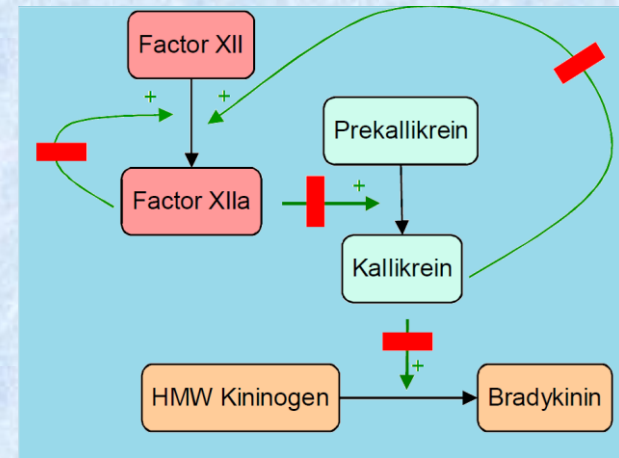 Factor XII
+
+
Prekallikrein
Factor XIIa
+
Kallikrein
+
HMW Kininogen
Bradykinin